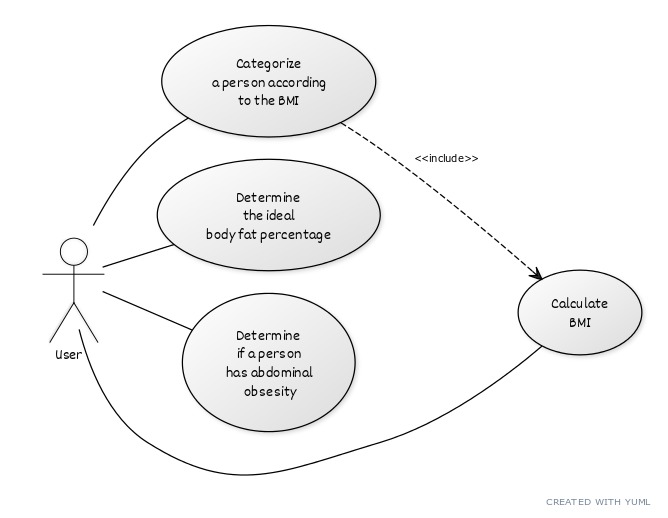 Categorize
a person according
to the BMI
<<include>>
Determine
the ideal
body fat percentage
Calculate
BMI
Determine
if a person
has abdominal
obsesity
User
CREATED WITH YUML